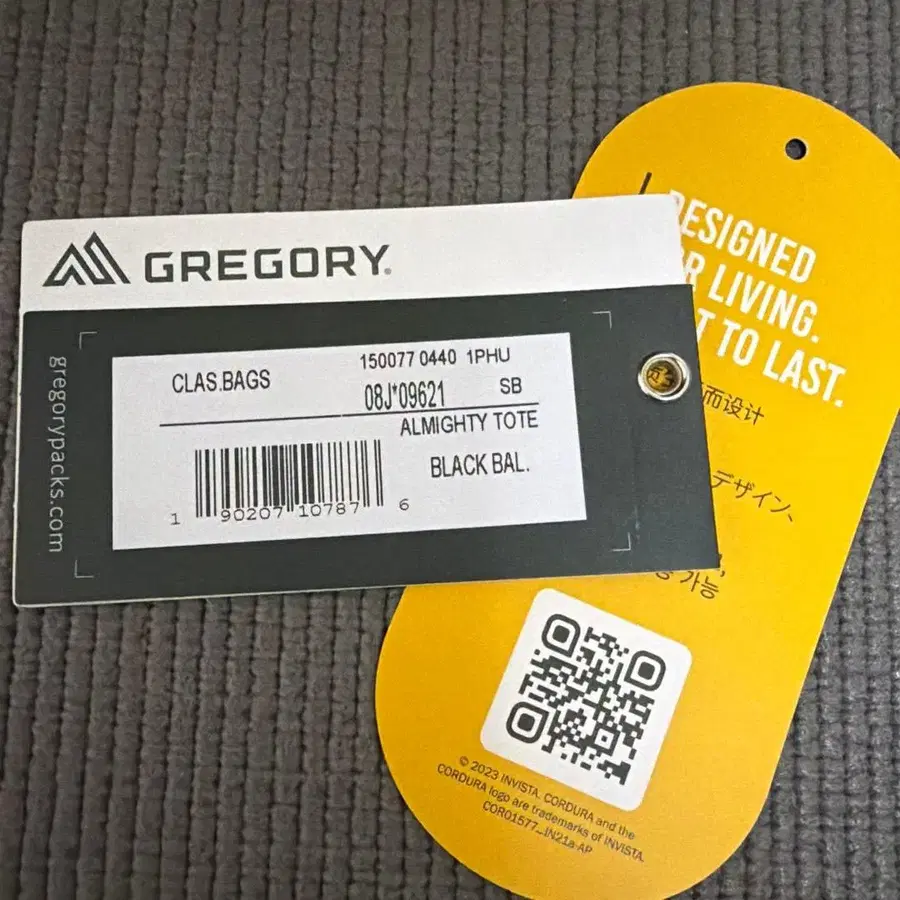 GREGORY
gregorypacks.com
CLAS.BAGS
150077 0440 1PHU
08J*09621 SB
ALMIGHTY TOTE
BLACK BAL.
1 90207 10787 6
DESIGNED
LIVING.
TO LAST.
而设计
デザイン、
가능
© 2023 INVISTA. CORDURA and the
CORDURA logo are trademarks of INVISTA.
COR01577_IN21a-AP